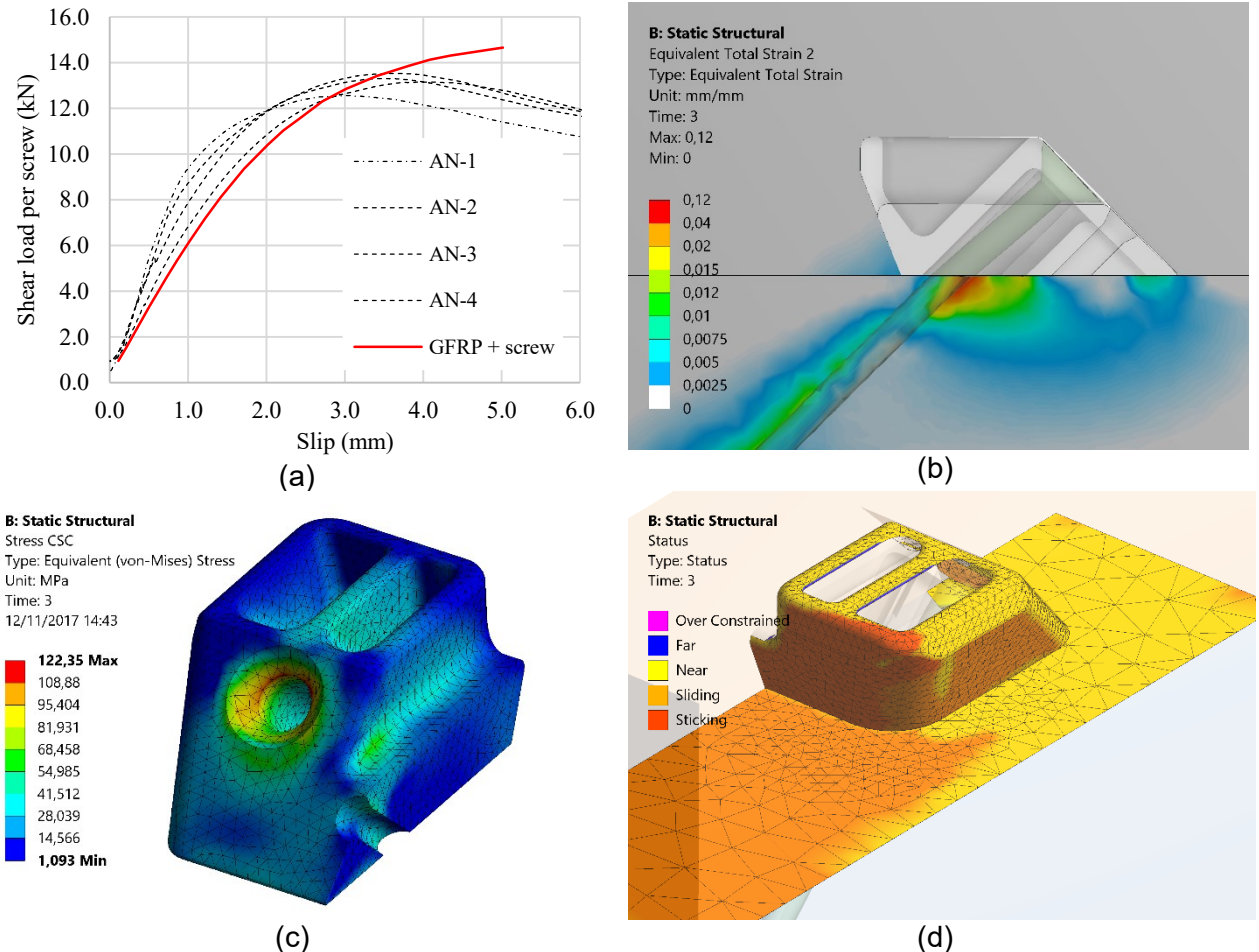 16.0
14.0
12.0
10.0
8.0
6.0
4.0
2.0
0.0
Shear load per screw (kN)
AN-1
AN-2
AN-3
AN-4
GFRP + screw
0.0 1.0 2.0 3.0 4.0 5.0 6.0
Slip (mm)
(a)
B: Static Structural
Equivalent Total Strain 2
Type: Equivalent Total Strain
Unit: mm/mm
Time: 3
Max: 0,12
Min: 0
0,12
0,04
0,02
0,015
0,012
0,01
0,0075
0,005
0,0025
0
(b)
B: Static Structural
Stress CSC
Type: Equivalent (von-Mises) Stress
Unit: MPa
Time: 3
12/11/2017 14:43
122,35 Max
108,88
95,404
81,931
68,458
54,985
41,512
28,039
14,566
1,093 Min
(c)
B: Static Structural
Status
Type: Status
Time: 3
Over Constrained
Far
Near
Sliding
Sticking
(d)